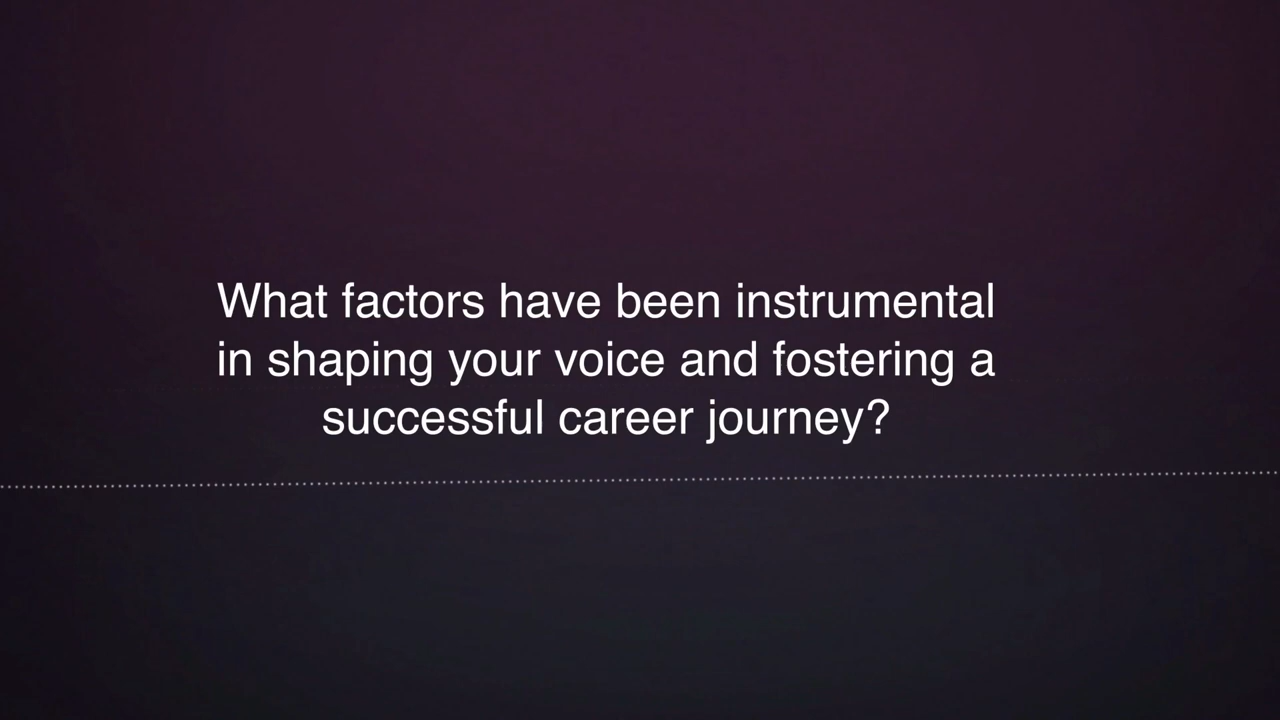 What factors have been instrumental
in shaping your voice and fostering a
successful career journey?